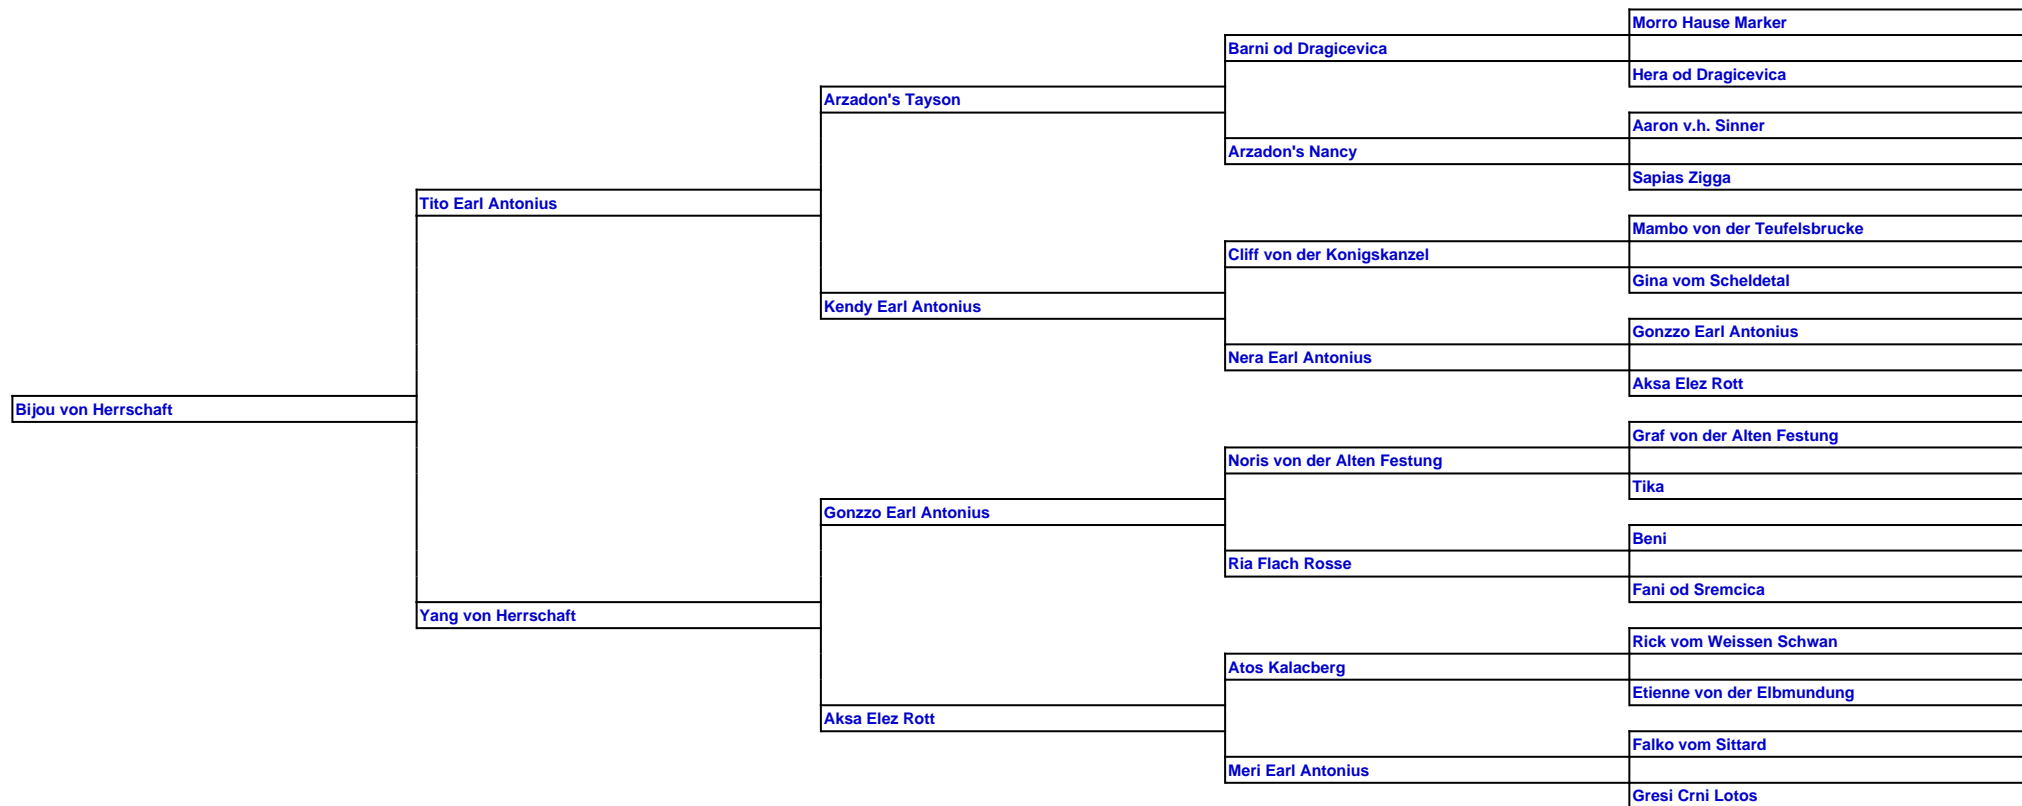 Morro Hause Marker
Barni od Dragicevica
Hera od Dragicevica
Arzadon's Tayson
Aaron v.h. Sinner
Arzadon's Nancy
Sapias Zigga
Tito Earl Antonius
Mambo von der Teufelsbrucke
Cliff von der Konigskanzel
Gina vom Scheldetal
Kendy Earl Antonius
Gonzzo Earl Antonius
Nera Earl Antonius
Aksa Elez Rott
Bijou von Herrschaft
Graf von der Alten Festung
Noris von der Alten Festung
Tika
Gonzzo Earl Antonius
Beni
Ria Flach Rosse
Fani od Sremcica
Yang von Herrschaft
Rick vom Weissen Schwan
Atos Kalacberg
Etienne von der Elbmundung
Aksa Elez Rott
Falko vom Sittard
Meri Earl Antonius
Gresi Crni Lotos